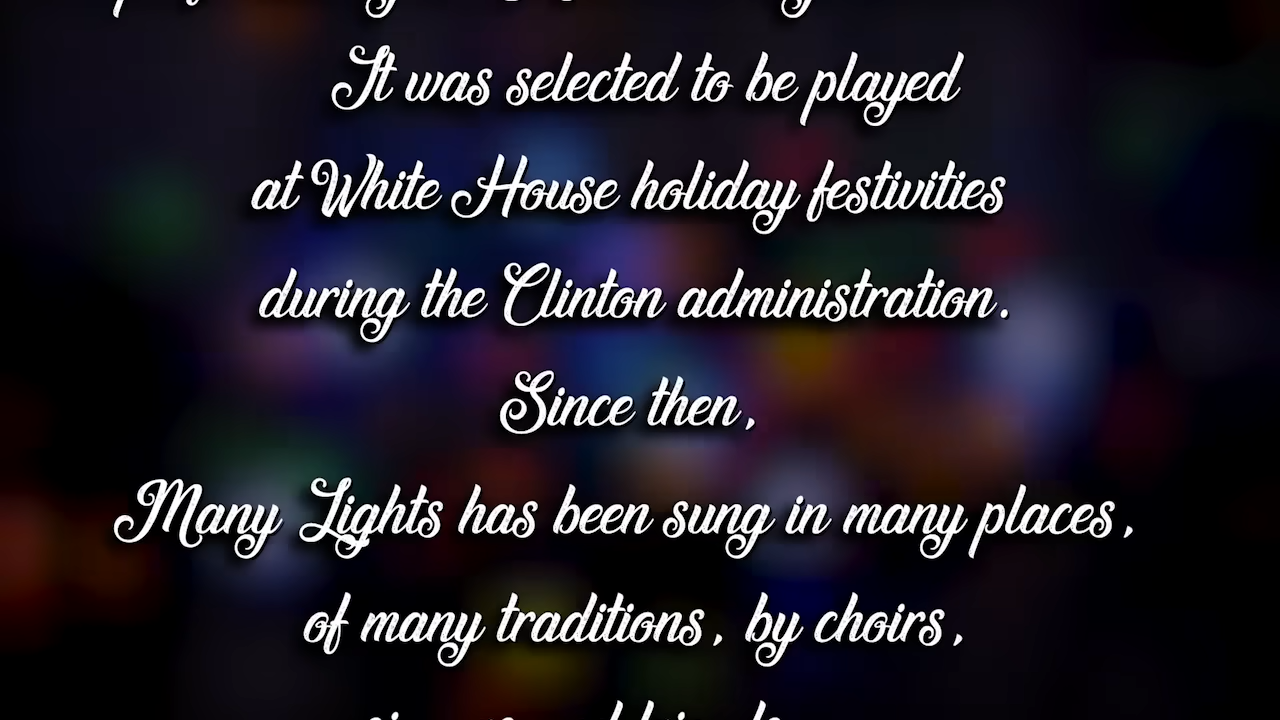 It was selected to be played
at White House holiday festivities
during the Clinton administration.
Since then,
Many Lights has been sung in many places,
of many traditions, by choirs,